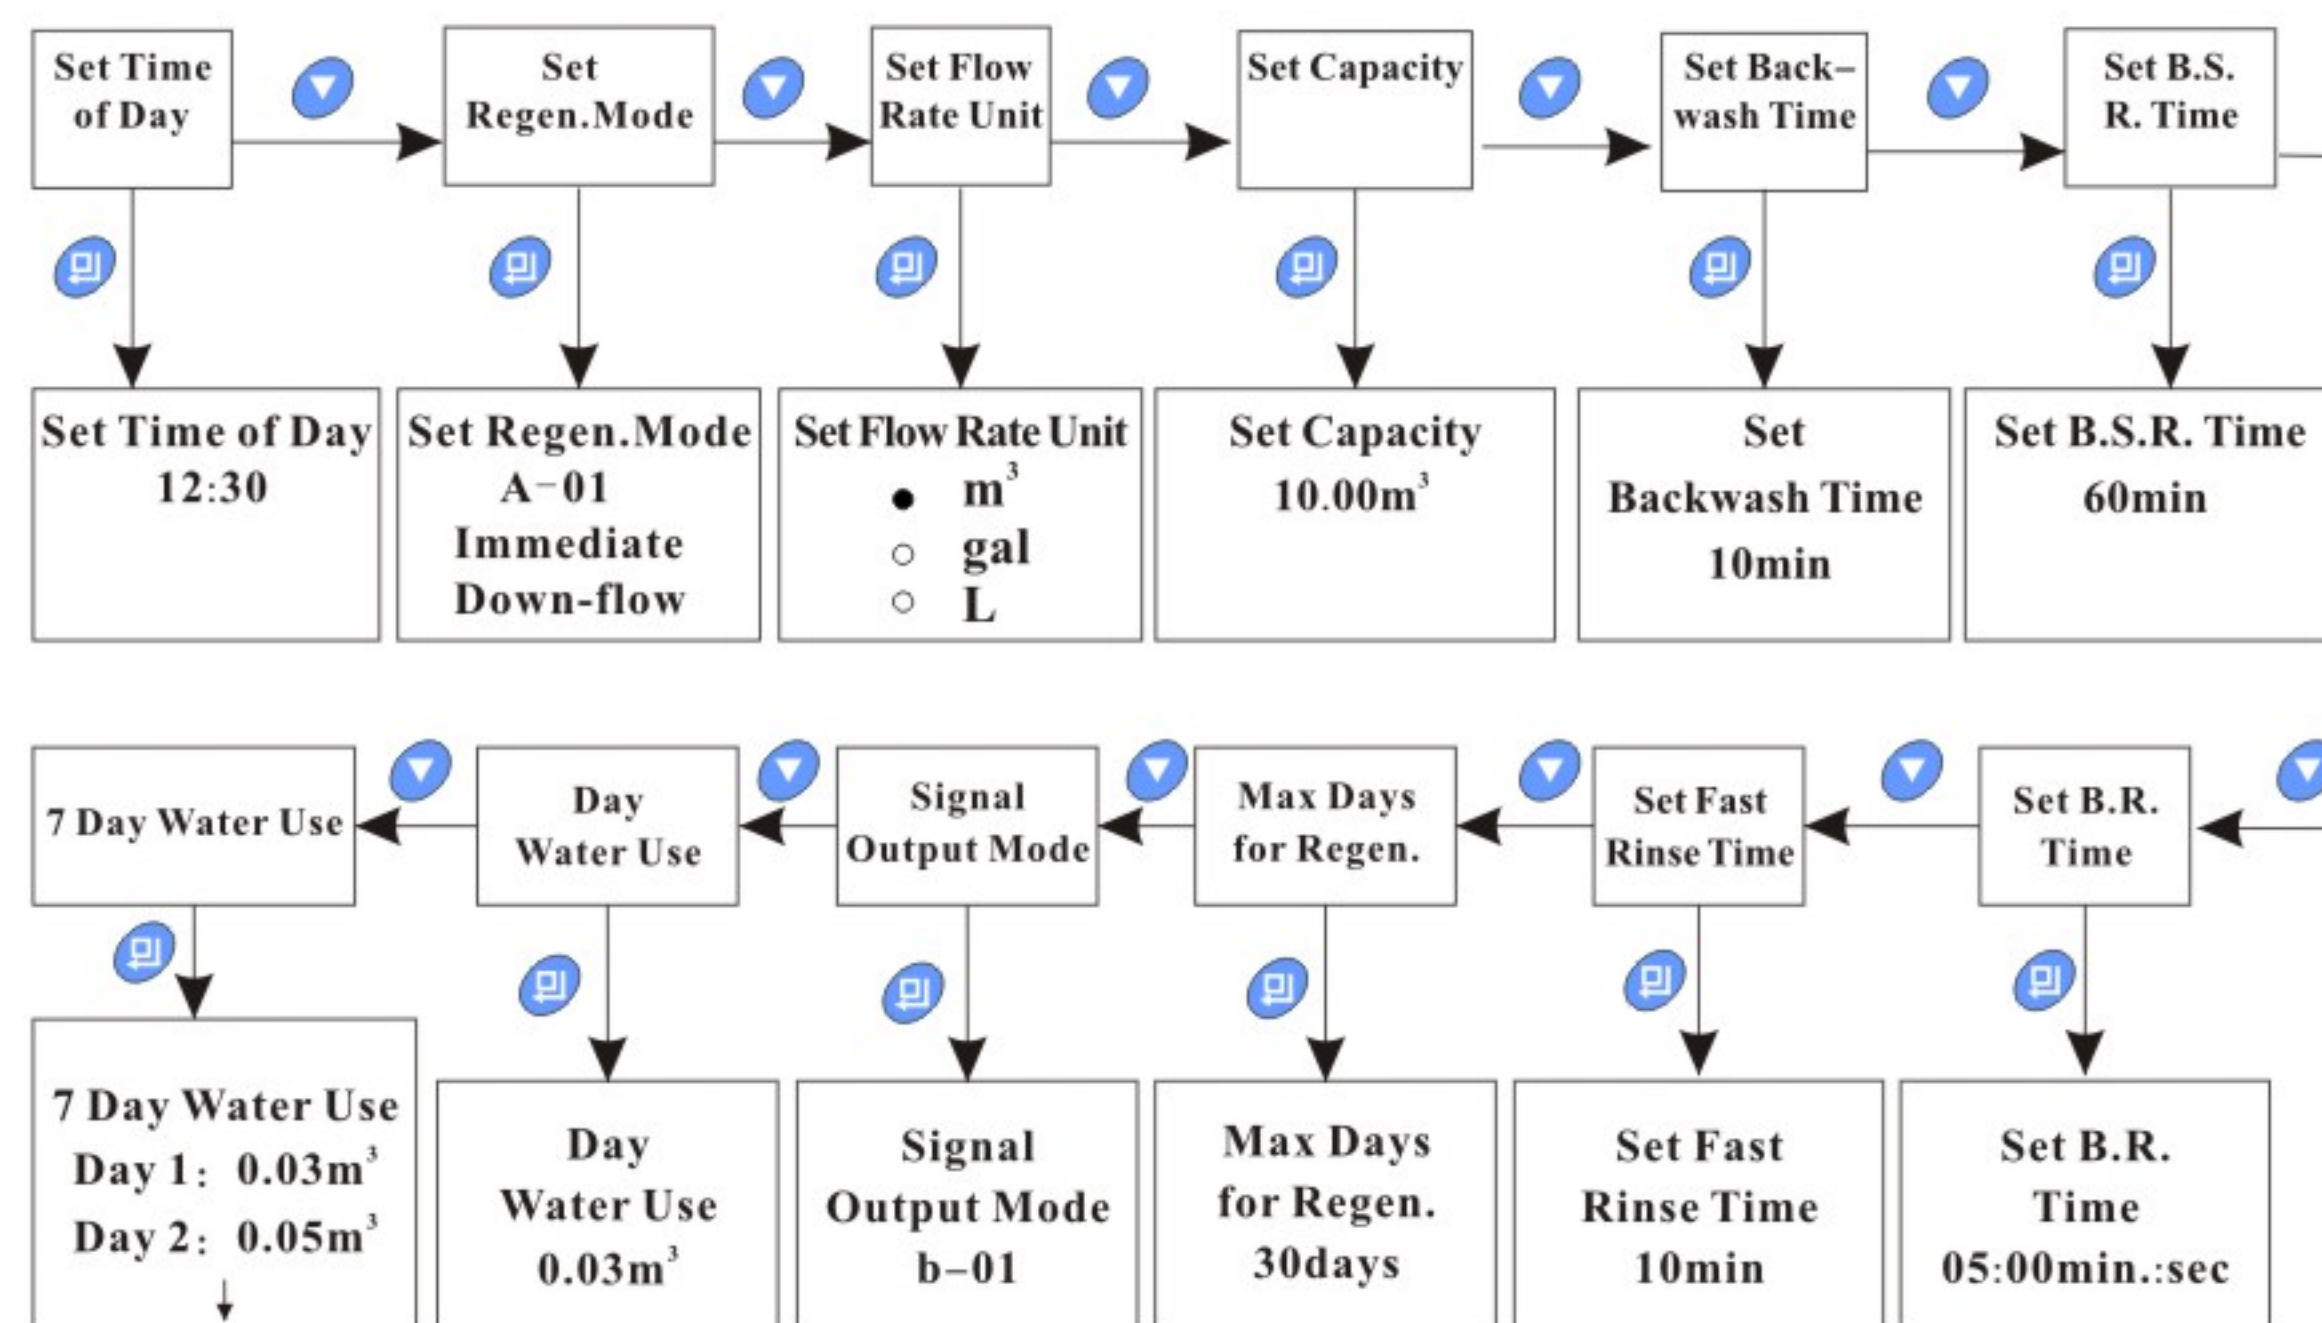 Set Time
of Day
Set
Regen.Mode
Set Flow
Rate Unit
Set Capacity
Set Back–
wash Time
Set B.S.
R. Time
Set Time of Day
12:30
Set Regen.Mode
A–01
Immediate
Down-flow
Set Flow Rate Unit
m³
gal
L
Set Capacity
10.00m³
Set
Backwash Time
10min
Set B.S.R. Time
60min
7 Day Water Use
Day
Water Use
Signal
Output Mode
Max Days
for Regen.
Set Fast
Rinse Time
Set B.R.
Time
7 Day Water Use
Day 1: 0.03m³
Day 2: 0.05m³
Day
Water Use
0.03m³
Signal
Output Mode
b–01
Max Days
for Regen.
30days
Set Fast
Rinse Time
10min
Set B.R.
Time
05:00min.:sec